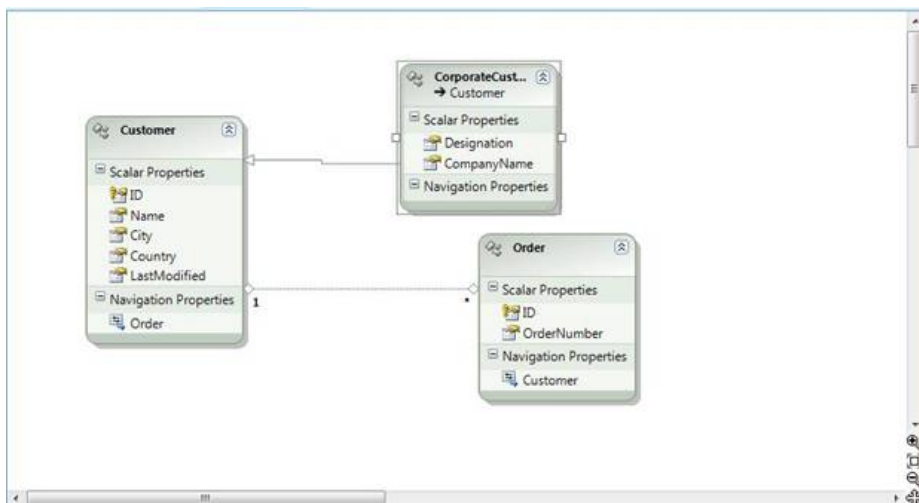 Customer
Scalar Properties
ID
Name
City
Country
LastModified
Navigation Properties
Order
1
*
CorporateCust...
Customer
Scalar Properties
Designation
CompanyName
Navigation Properties
Order
Scalar Properties
ID
OrderNumber
Navigation Properties
Customer